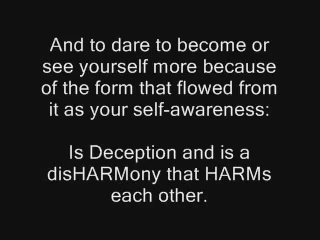 And to dare to become or
see yourself more because
of the form that flowed from
it as your self-awareness:
Is Deception and is a
disHARMony that HARMs
each other.